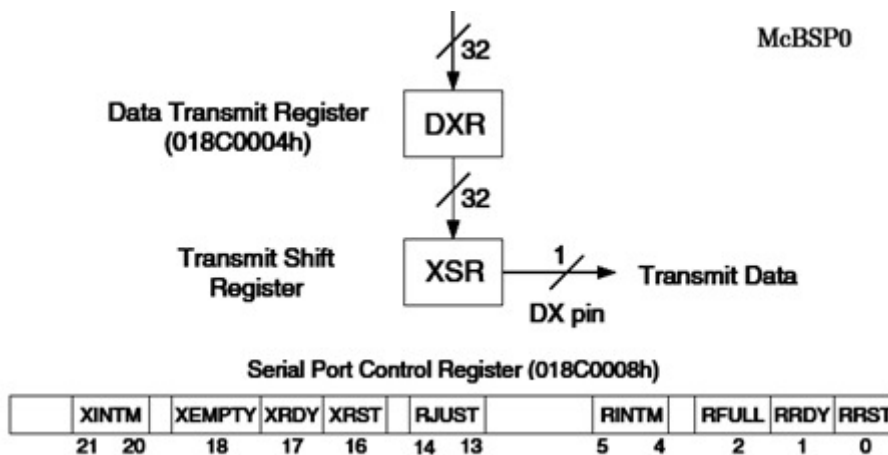 32
McBSP0
Data Transmit Register
(018C0004h)
DXR
32
Transmit Shift
Register
XSR
1
Transmit Data
DX pin
Serial Port Control Register (018C0008h)
XINTM XEMPTY XRDY XRST RJUST RINTM RFULL RRDY RRST
21 20 18 17 16 14 13 5 4 2 1 0